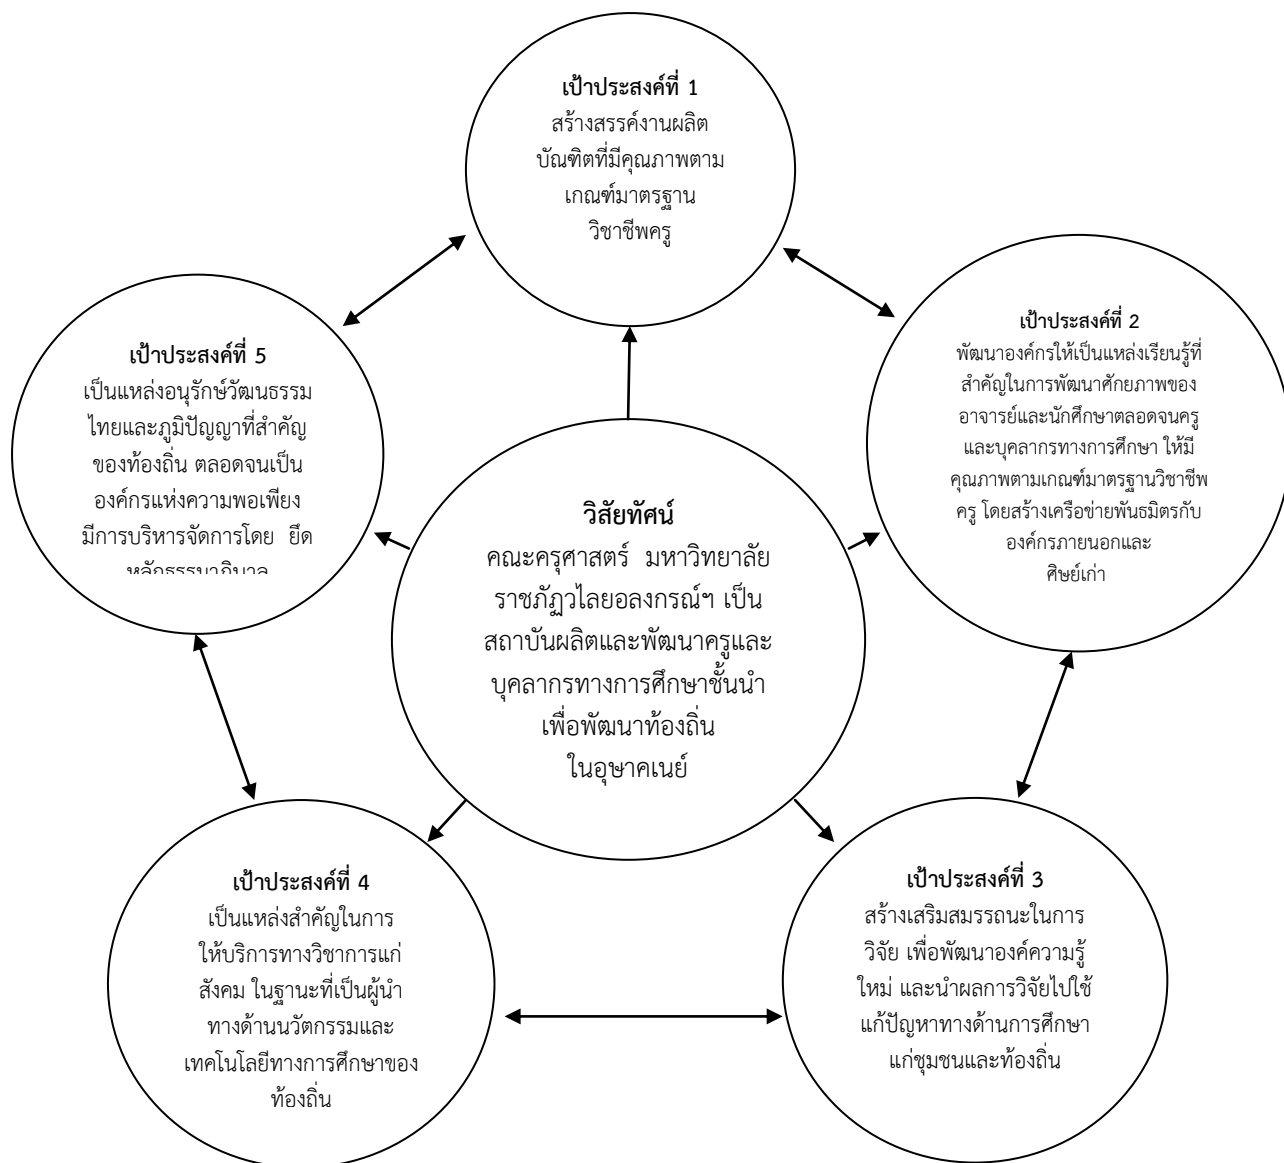 เป้าประสงค์ที่ 1
สร้างสรรค์งานผลิต
บัณฑิตที่มีคุณภาพตาม
เกณฑ์มาตรฐาน
วิชาชีพครู
เป้าประสงค์ที่ 2
พัฒนาองค์กรให้เป็นแหล่งเรียนรู้ที่
สำคัญในการพัฒนาศักยภาพของ
อาจารย์และนักศึกษาตลอดจนครู
และบุคลากรทางการศึกษา ให้มี
คุณภาพตามเกณฑ์มาตรฐานวิชาชีพ
ครู โดยสร้างเครือข่ายพันธมิตรกับ
องค์กรภายนอกและ
ศิษย์เก่า
เป้าประสงค์ที่ 5
เป็นแหล่งอนุรักษ์วัฒนธรรม
ไทยและภูมิปัญญาที่สำคัญ
ของท้องถิ่น ตลอดจนเป็น
องค์กรแห่งความพอเพียง
มีการบริหารจัดการโดย ยึด
หลักธรรมาภิบาล
วิสัยทัศน์
คณะครุศาสตร์ มหาวิทยาลัย
ราชภัฏวไลยอลงกรณ์ฯ เป็น
สถาบันผลิตและพัฒนาครูและ
บุคลากรทางการศึกษาชั้นนำ
เพื่อพัฒนาท้องถิ่น
ในอุษาคเนย์
เป้าประสงค์ที่ 4
เป็นแหล่งสำคัญในการ
ให้บริการทางวิชาการแก่
สังคม ในฐานะที่เป็นผู้นำ
ทางด้านนวัตกรรมและ
เทคโนโลยีทางการศึกษาของ
ท้องถิ่น
เป้าประสงค์ที่ 3
สร้างเสริมสมรรถนะในการ
วิจัย เพื่อพัฒนาองค์ความรู้
ใหม่ และนำผลการวิจัยไปใช้
แก้ปัญหาทางด้านการศึกษา
แก่ชุมชนและท้องถิ่น